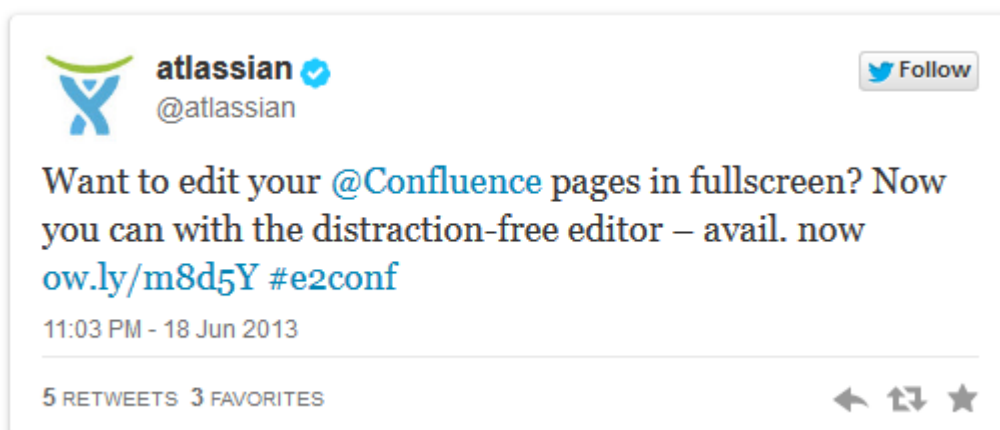 atlassian
@atlassian
Follow
Want to edit your @Confluence pages in fullscreen? Now
you can with the distraction-free editor – avail. now
ow.ly/m8d5Y #e2conf
11:03 PM - 18 Jun 2013
5 RETWEETS 3 FAVORITES